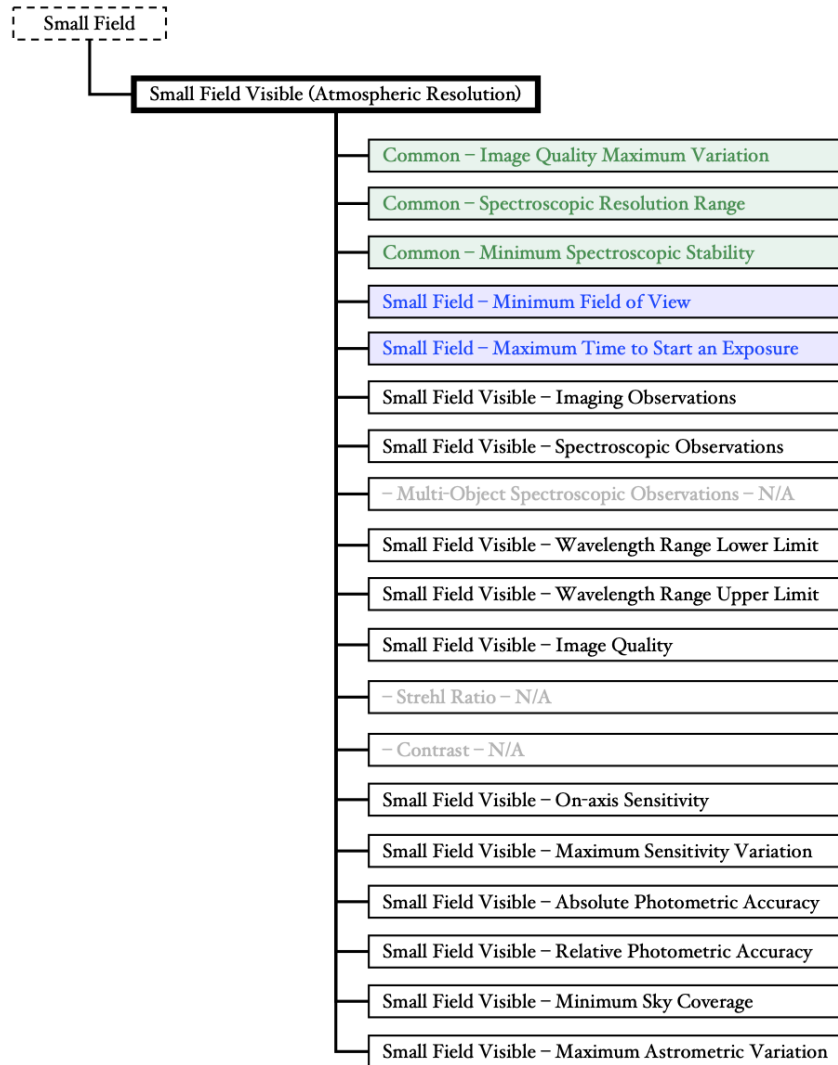 Small Field
Small Field Visible (Atmospheric Resolution)
Common – Image Quality Maximum Variation
Common – Spectroscopic Resolution Range
Common – Minimum Spectroscopic Stability
Small Field – Minimum Field of View
Small Field – Maximum Time to Start an Exposure
Small Field Visible – Imaging Observations
Small Field Visible – Spectroscopic Observations
– Multi-Object Spectroscopic Observations – N/A
Small Field Visible – Wavelength Range Lower Limit
Small Field Visible – Wavelength Range Upper Limit
Small Field Visible – Image Quality
– Strehl Ratio – N/A
– Contrast – N/A
Small Field Visible – On-axis Sensitivity
Small Field Visible – Maximum Sensitivity Variation
Small Field Visible – Absolute Photometric Accuracy
Small Field Visible – Relative Photometric Accuracy
Small Field Visible – Minimum Sky Coverage
Small Field Visible – Maximum Astrometric Variation